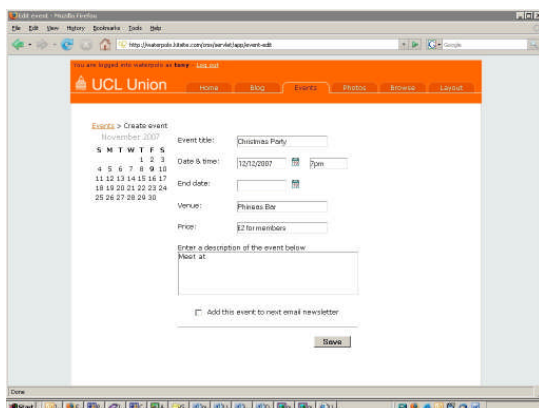 Edit event - Mozilla Firefox
File Edit View History Bookmarks Tools Help
Google
You are logged into waterpolo as
Log out
UCL Union
Home Blog Events Photos Browse Layout
Events > Create event
November 2007
S M T W T F S
1 2 3
4 5 6 7 8 9 10
11 12 13 14 15 16 17
18 19 20 21 22 23 24
25 26 27 28 29 30
Event title: Christmas Party
Date & time: 12/12/2007 7pm
End date:
Venue: Phineas Bar
Price: £2 for members
Enter a description of the event below
Meet at
Add this event to next email newsletter
Save
Done
Start